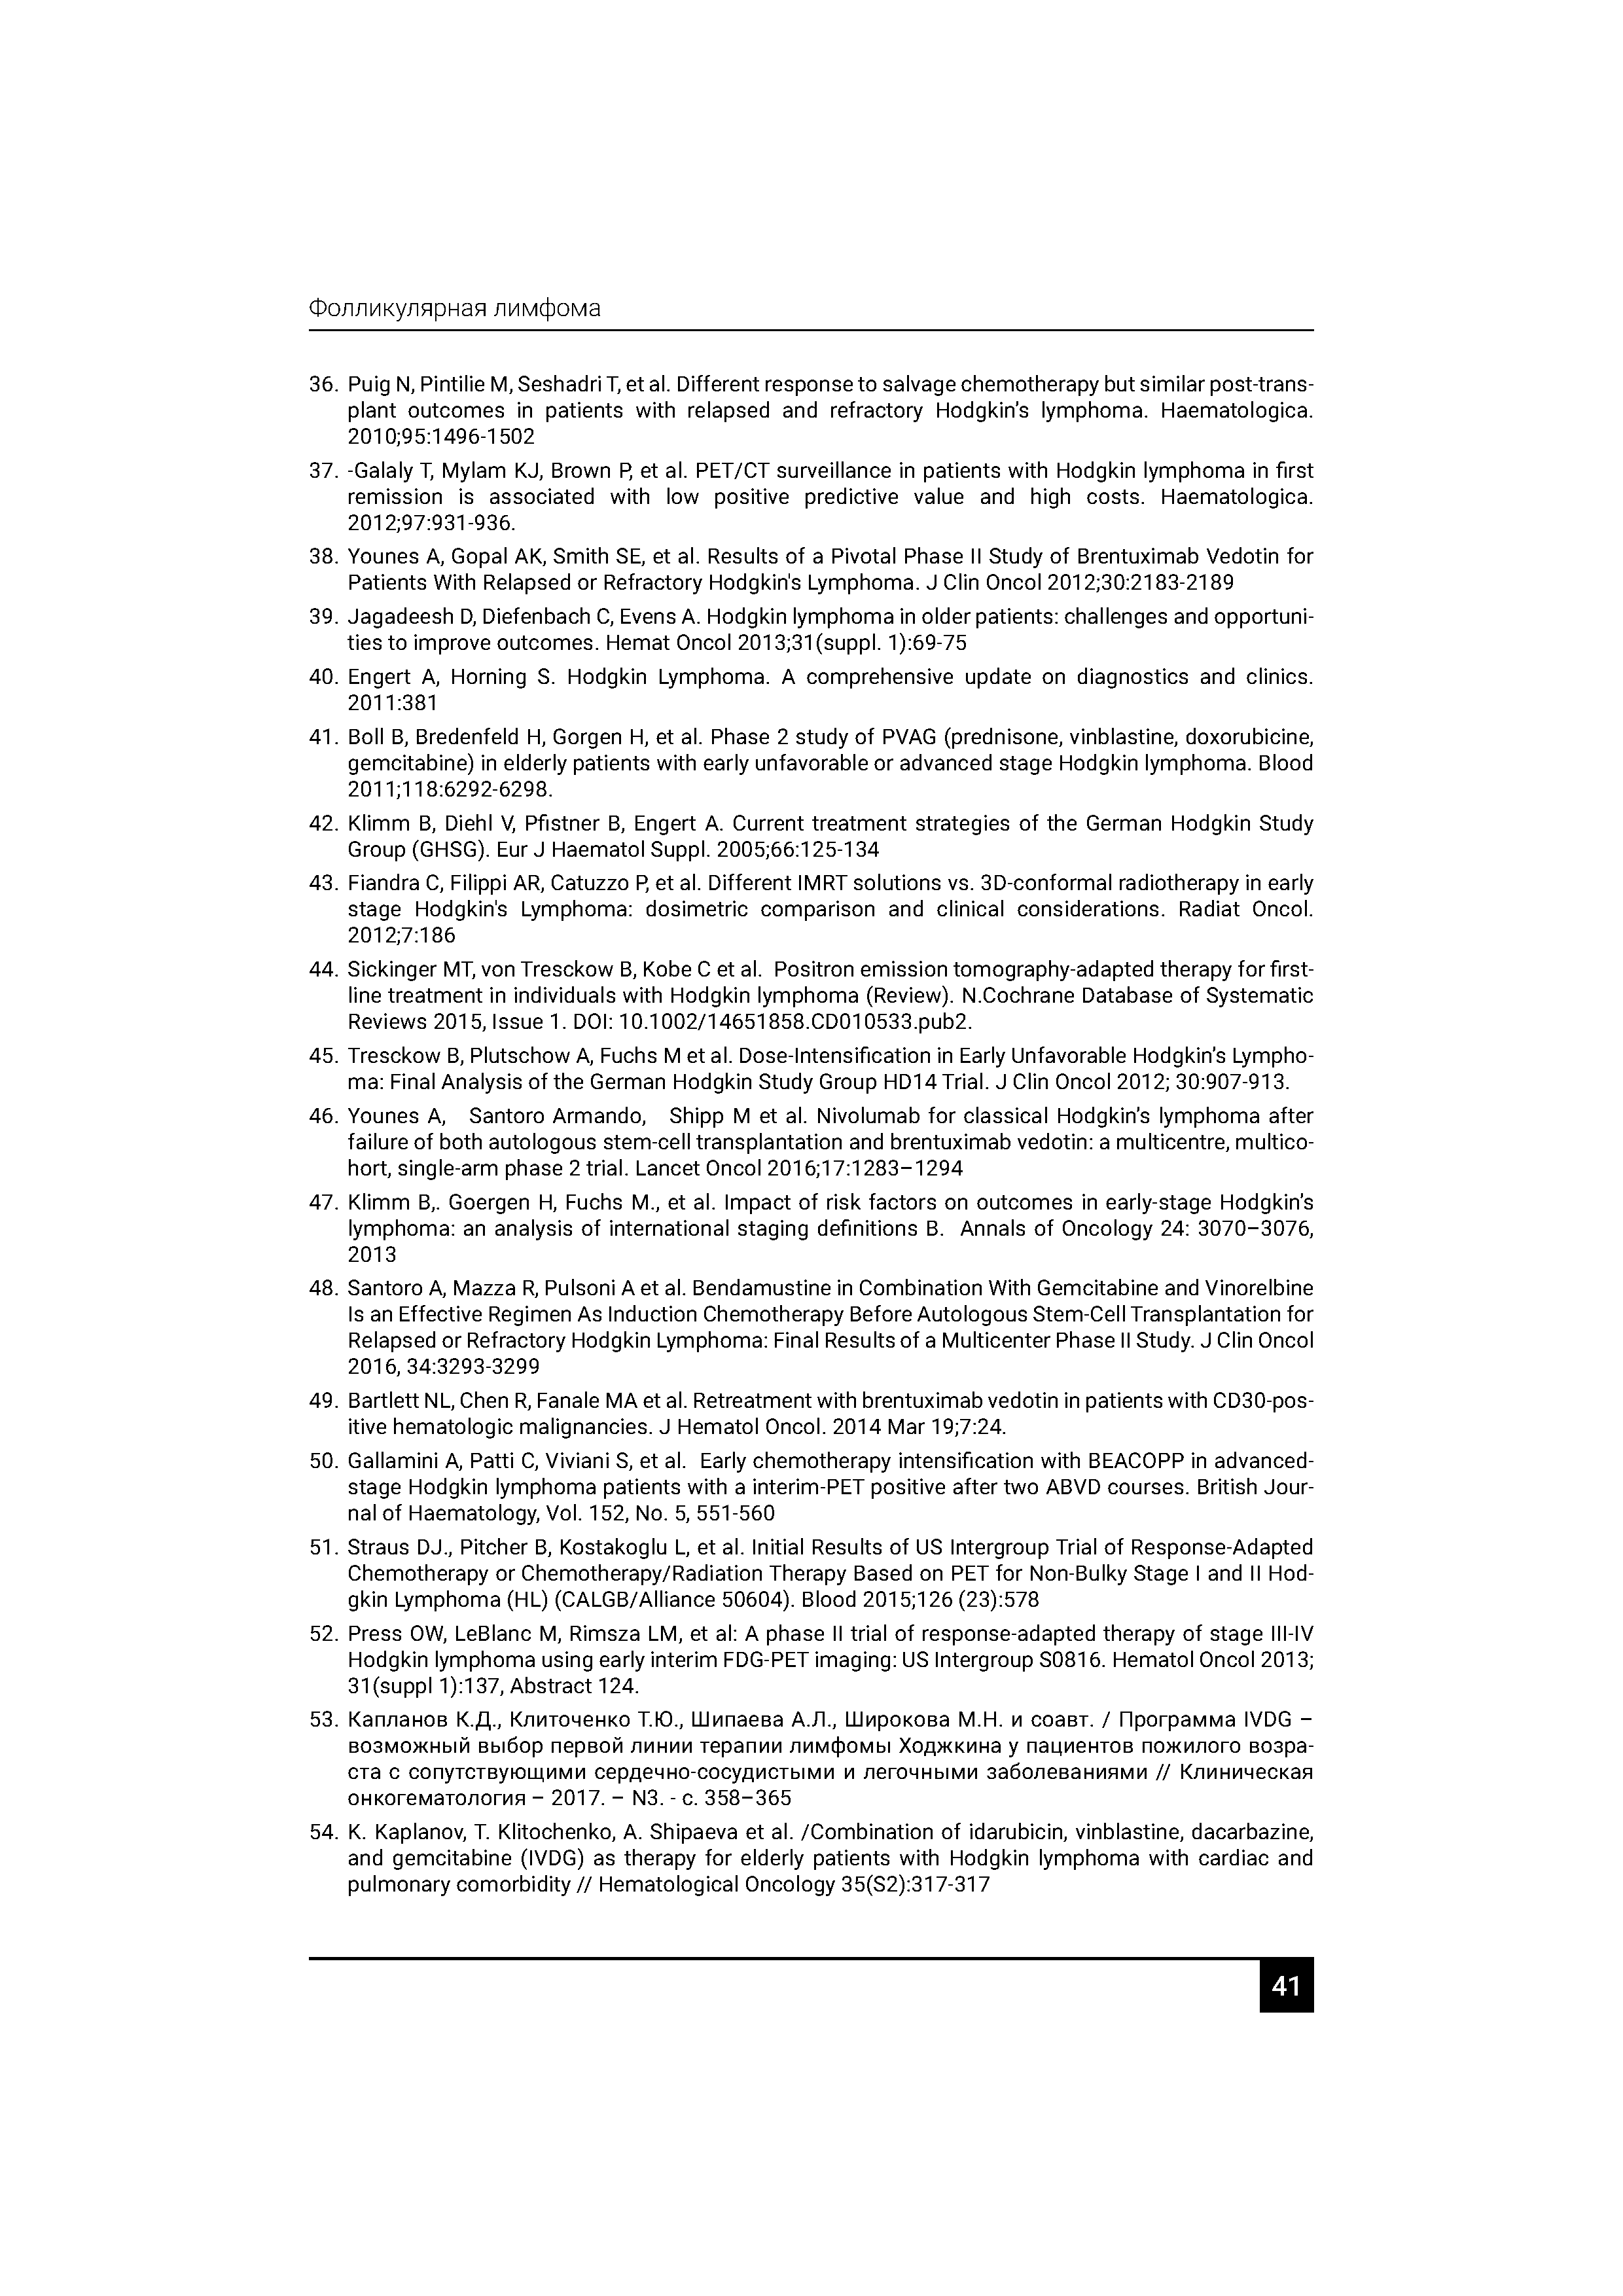 Фолликулярная лимфома
36. Puig N, Pintilie M, Seshadri T, et al. Different response to salvage chemotherapy but similar post-trans-
plant outcomes in patients with relapsed and refractory Hodgkin’s lymphoma. Haematologica.
2010;95:1496-1502
37. -Galaly T, Mylam KJ, Brown P, et al. PET/CT surveillance in patients with Hodgkin lymphoma in first
remission is associated with low positive predictive value and high costs. Haematologica.
2012;97:931-936.
38. Younes A, Gopal AK, Smith SE, et al. Results of a Pivotal Phase II Study of Brentuximab Vedotin for
Patients With Relapsed or Refractory Hodgkin's Lymphoma. J Clin Oncol 2012;30:2183-2189
39. Jagadeesh D, Diefenbach C, Evens A. Hodgkin lymphoma in older patients: challenges and opportuni-
ties to improve outcomes. Hemat Oncol 2013;31(suppl. 1):69-75
40. Engert A, Horning S. Hodgkin Lymphoma. A comprehensive update on diagnostics and clinics.
2011:381
41. Boll B, Bredenfeld H, Gorgen H, et al. Phase 2 study of PVAG (prednisone, vinblastine, doxorubicine,
gemcitabine) in elderly patients with early unfavorable or advanced stage Hodgkin lymphoma. Blood
2011;118:6292-6298.
42. Klimm B, Diehl V, Pfistner B, Engert A. Current treatment strategies of the German Hodgkin Study
Group (GHSG). Eur J Haematol Suppl. 2005;66:125-134
43. Fiandra C, Filippi AR, Catuzzo P, et al. Different IMRT solutions vs. 3D-conformal radiotherapy in early
stage Hodgkin's Lymphoma: dosimetric comparison and clinical considerations. Radiat Oncol.
2012;7:186
44. Sickinger MT, von Tresckow B, Kobe C et al. Positron emission tomography-adapted therapy for first-
line treatment in individuals with Hodgkin lymphoma (Review). N.Cochrane Database of Systematic
Reviews 2015, Issue 1. DOI: 10.1002/14651858.CD010533.pub2.
45. Tresckow B, Plutschow A, Fuchs M et al. Dose-Intensification in Early Unfavorable Hodgkin’s Lympho-
ma: Final Analysis of the German Hodgkin Study Group HD14 Trial. J Clin Oncol 2012; 30:907-913.
46. Younes A, Santoro Armando, Shipp M et al. Nivolumab for classical Hodgkin’s lymphoma after
failure of both autologous stem-cell transplantation and brentuximab vedotin: a multicentre, multico-
hort, single-arm phase 2 trial. Lancet Oncol 2016;17:1283–1294
47. Klimm B,. Goergen H, Fuchs M., et al. Impact of risk factors on outcomes in early-stage Hodgkin’s
lymphoma: an analysis of international staging definitions B. Annals of Oncology 24: 3070–3076,
2013
48. Santoro A, Mazza R, Pulsoni A et al. Bendamustine in Combination With Gemcitabine and Vinorelbine
Is an Effective Regimen As Induction Chemotherapy Before Autologous Stem-Cell Transplantation for
Relapsed or Refractory Hodgkin Lymphoma: Final Results of a Multicenter Phase II Study. J Clin Oncol
2016, 34:3293-3299
49. Bartlett NL, Chen R, Fanale MA et al. Retreatment with brentuximab vedotin in patients with CD30-pos-
itive hematologic malignancies. J Hematol Oncol. 2014 Mar 19;7:24.
50. Gallamini A, Patti C, Viviani S, et al. Early chemotherapy intensification with BEACOPP in advanced-
stage Hodgkin lymphoma patients with a interim-PET positive after two ABVD courses. British Jour-
nal of Haematology, Vol. 152, No. 5, 551-560
51. Straus DJ., Pitcher B, Kostakoglu L, et al. Initial Results of US Intergroup Trial of Response-Adapted
Chemotherapy or Chemotherapy/Radiation Therapy Based on PET for Non-Bulky Stage I and II Hod-
gkin Lymphoma (HL) (CALGB/Alliance 50604). Blood 2015;126 (23):578
52. Press OW, LeBlanc M, Rimsza LM, et al: A phase II trial of response-adapted therapy of stage III-IV
Hodgkin lymphoma using early interim FDG-PET imaging: US Intergroup S0816. Hematol Oncol 2013;
31(suppl 1):137, Abstract 124.
53. Капланов К.Д., Клиточенко Т.Ю., Шипаева А.Л., Широкова М.Н. и соавт. / Программа IVDG –
возможный выбор первой линии терапии лимфомы Ходжкина у пациентов пожилого возра-
ста с сопутствующими сердечно-сосудистыми и легочными заболеваниями // Клиническая
онкогематология – 2017. – N3. - с. 358–365
54. K. Kaplanov, T. Klitochenko, A. Shipaeva et al. /Combination of idarubicin, vinblastine, dacarbazine,
and gemcitabine (IVDG) as therapy for elderly patients with Hodgkin lymphoma with cardiac and
pulmonary comorbidity // Hematological Oncology 35(S2):317-317
41